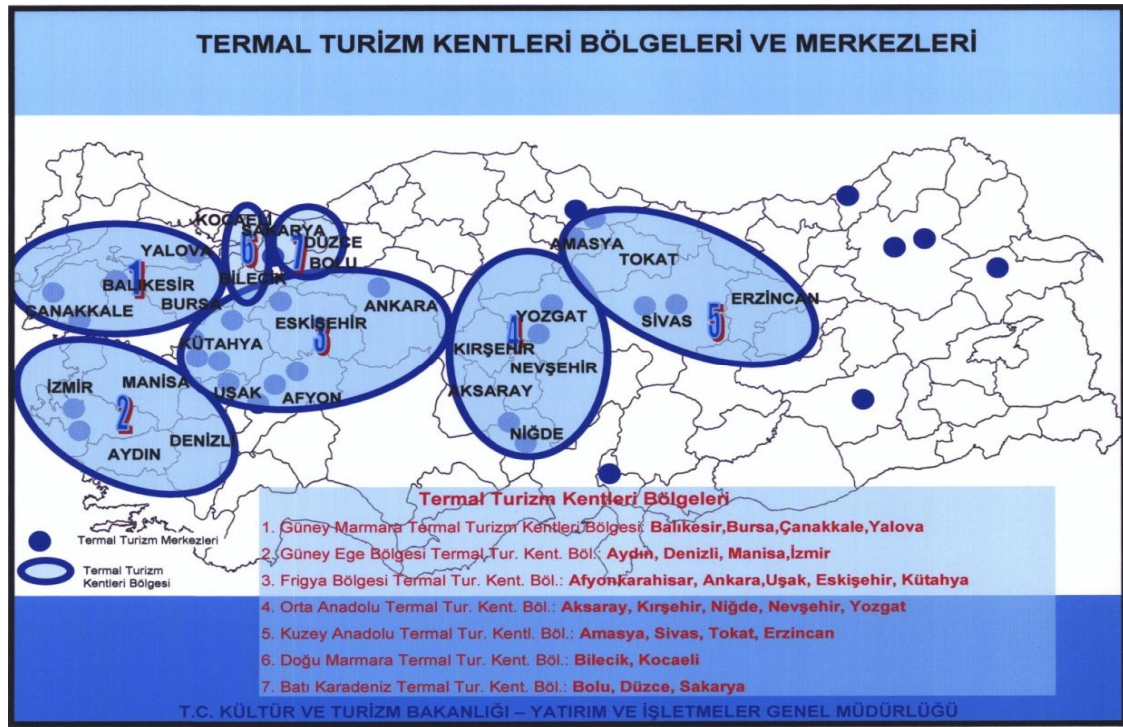 TERMAL TURİZM KENTLERİ BÖLGELERİ VE MERKEZLERİ
KOCAELİ
SAKARYA
6
7
DÜZCE
BOLU
BİLECİK
YALOVA
1
BALIKESİR
BURSA
ÇANAKKALE
AMASYA
TOKAT
ERZİNCAN
SİVAS
5
ANKARA
ESKİŞEHİR
3
KÜTAHYA
UŞAK
AFYON
YOZGAT
4
KIRŞEHİR
NEVŞEHİR
AKSARAY
NİĞDE
İZMİR
MANİSA
2
DENİZLİ
AYDIN
Termal Turizm Merkezleri
Termal Turizm
Kentleri Bölgesi
Termal Turizm Kentleri Bölgeleri
1. Güney Marmara Termal Turizm Kentleri Bölgesi: Balıkesir,Bursa,Çanakkale,Yalova
2. Güney Ege Bölgesi Termal Tur. Kent. Böl.: Aydın, Denizli, Manisa,İzmir
3. Frigya Bölgesi Termal Tur. Kent. Böl.: Afyonkarahisar, Ankara,Uşak, Eskişehir, Kütahya
4. Orta Anadolu Termal Tur. Kent. Böl.: Aksaray, Kırşehir, Niğde, Nevşehir, Yozgat
5. Kuzey Anadolu Termal Tur. Kentl. Böl.: Amasya, Sivas, Tokat, Erzincan
6. Doğu Marmara Termal Tur. Kent. Böl.: Bilecik, Kocaeli
7. Batı Karadeniz Termal Tur. Kent. Böl.: Bolu, Düzce, Sakarya
T.C. KÜLTÜR VE TURİZM BAKANLIĞI – YATIRIM VE İŞLETMELER GENEL MÜDÜRLÜĞÜ